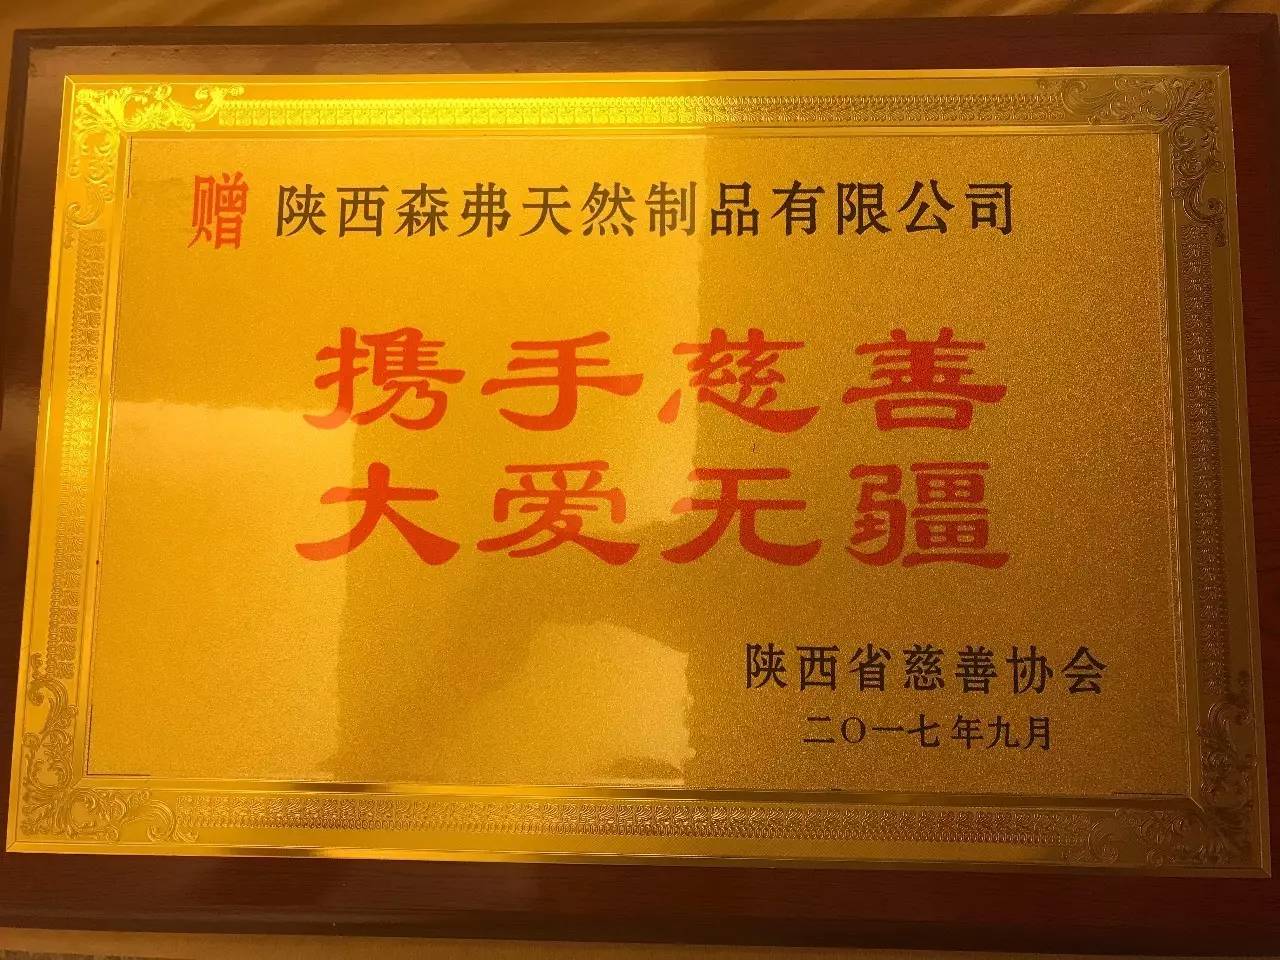 赠 陕西森弗天然制品有限公司
携手慈善
大爱无疆
陕西省慈善协会
二〇一七年九月